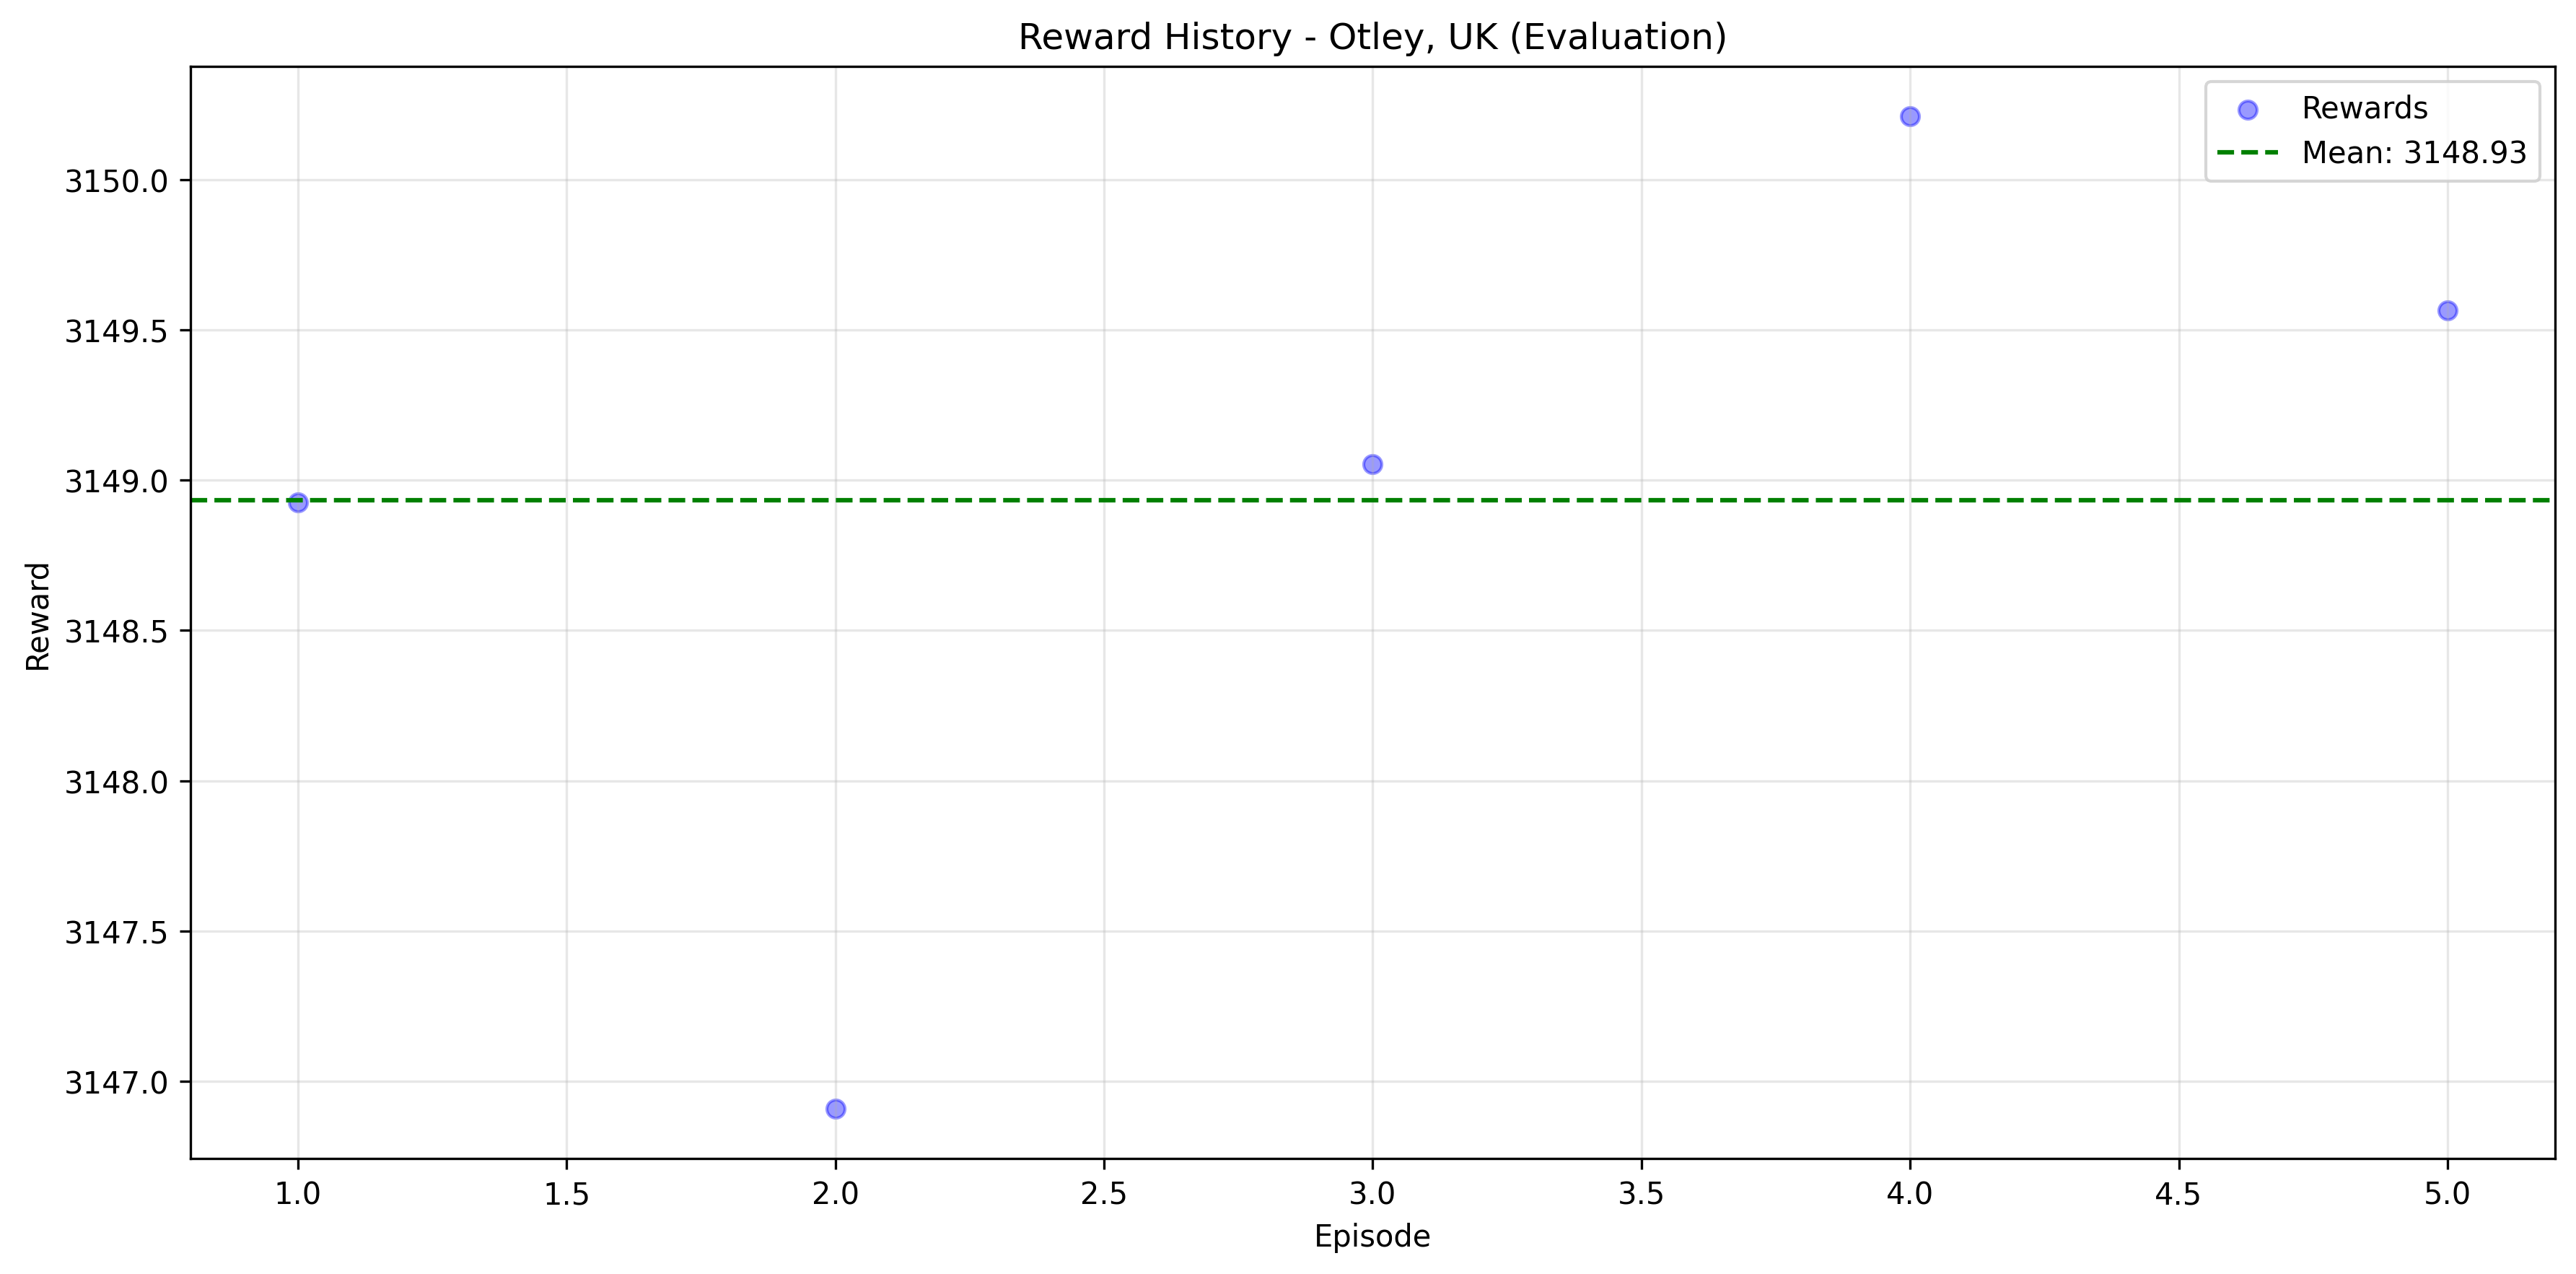 Reward History - Otley, UK (Evaluation)
Rewards
Mean: 3148.93
Reward
3150.0
3149.5
3149.0
3148.5
3148.0
3147.5
3147.0
1.0 1.5 2.0 2.5 3.0 3.5 4.0 4.5 5.0
Episode